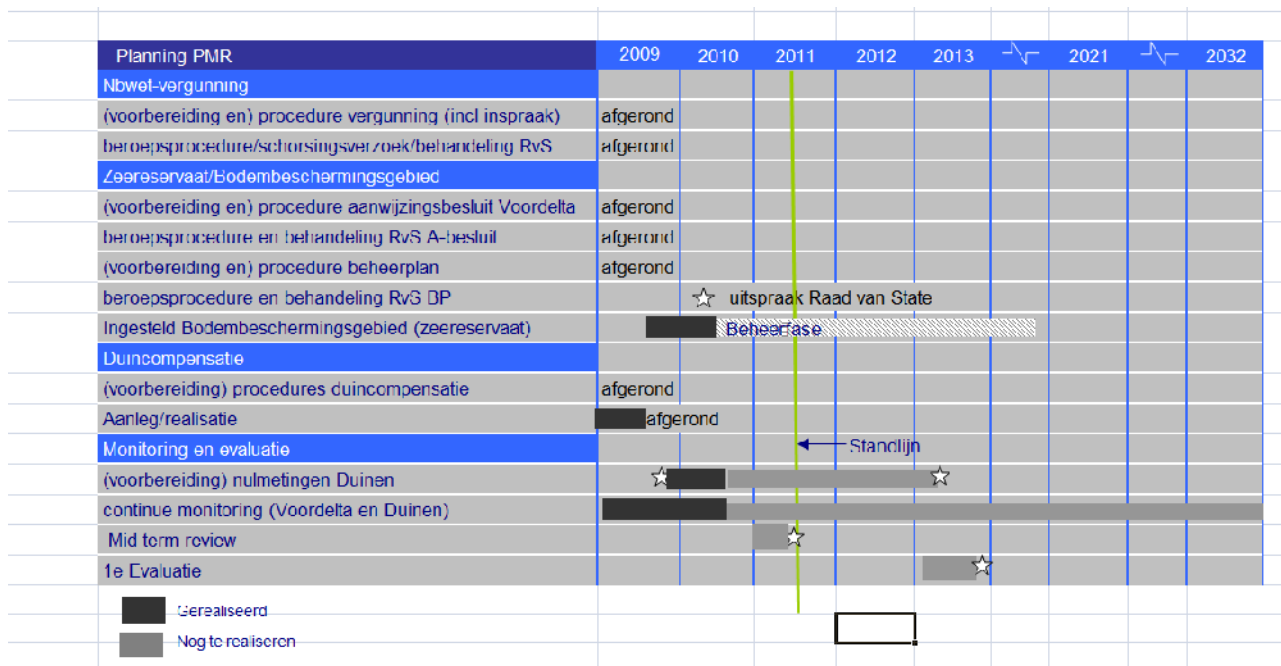 Planning PMR 2009 2010 2011 2012 2013 2021 2032
Nbwet-vergunning
(voorbereiding en) procedure vergunning (incl inspraak) afgerond
beroepsprocedure/schorsingsverzoek/behandeling RvS afgerond
Zeereservaat/Bodembeschermingsgebied
(voorbereiding en) procedure aanwijzingsbesluit Voordelta afgerond
beroepsprocedure en behandeling RvS A-besluit afgerond
(voorbereiding en) procedure beheerplan afgerond
beroepsprocedure en behandeling RvS BP uitspraak Raad van State
Ingesteld Bodembeschermingsgebied (zeereservaat) Beheerfase
Duincompensatie
(voorbereiding) procedures duincompensatie afgerond
Aanleg/realisatie afgerond
Monitoring en evaluatie Standlijn
(voorbereiding) nulmetingen Duinen
continue monitoring (Voordelta en Duinen)
Mid term review
1e Evaluatie
Gerealiseerd
Nog te realiseren